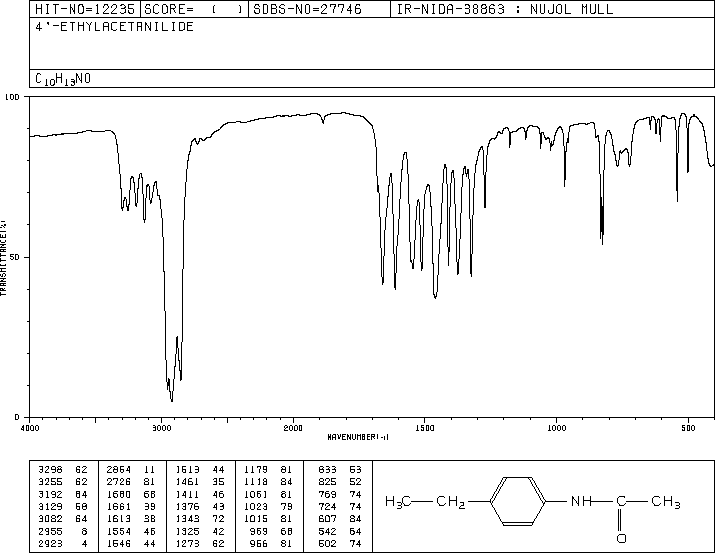 HIT-NO=12235 SCORE= ( ) SDBS-NO=27746 IR-NIDA-38863 : NUJOL MULL
4'-ETHYLACETANILIDE
C10H13NO
100
50
0
TRANSMITTANCE(%)
4000 3000 2000 1500 1000 500
WAVENUMBER(-1)
3298 62 2854 11 1513 44 1179 81 833 53
3255 62 2726 81 1461 35 1118 84 825 52
3192 64 1680 66 1411 46 1061 81 769 74
3129 58 1661 39 1376 43 1023 79 724 74
3082 64 1613 38 1343 72 1015 81 607 84
2955 8 1554 46 1325 42 969 68 542 64
2923 4 1546 44 1273 62 956 81 502 74
H3C CH2 NH C CH3
O